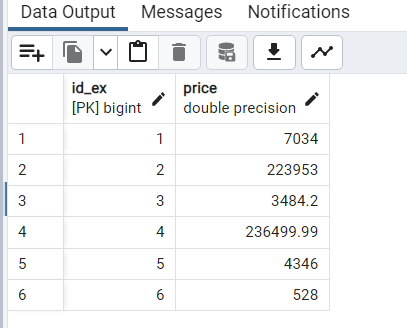 Data Output Messages Notifications
id_ex price
[PK] bigint double precision
1 1 7034
2 2 223953
3 3 3484.2
4 4 236499.99
5 5 4346
6 6 528